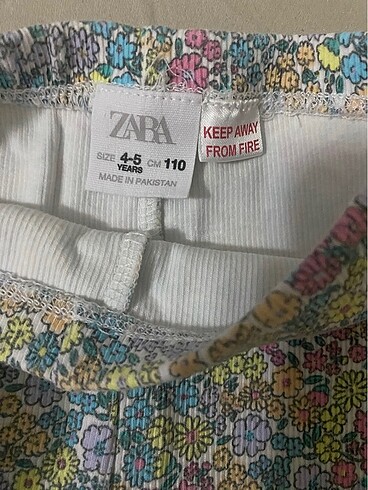 ZARA
SIZE 4-5 YEARS CM 110
MADE IN PAKISTAN
KEEP AWAY
FROM FIRE